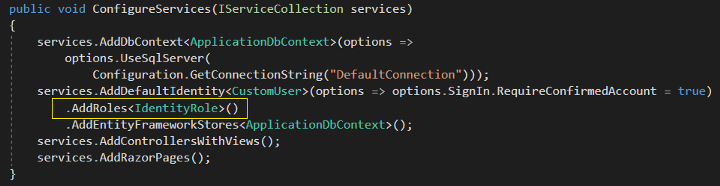 public void ConfigureServices(IServiceCollection services)
{
services.AddDbContext<ApplicationDbContext>(options =>
options.UseSqlServer(
Configuration.GetConnectionString("DefaultConnection")));
services.AddDefaultIdentity<CustomUser>(options => options.SignIn.RequireConfirmedAccount = true)
.AddRoles<IdentityRole>()
.AddEntityFrameworkStores<ApplicationDbContext>();
services.AddControllersWithViews();
services.AddRazorPages();
}